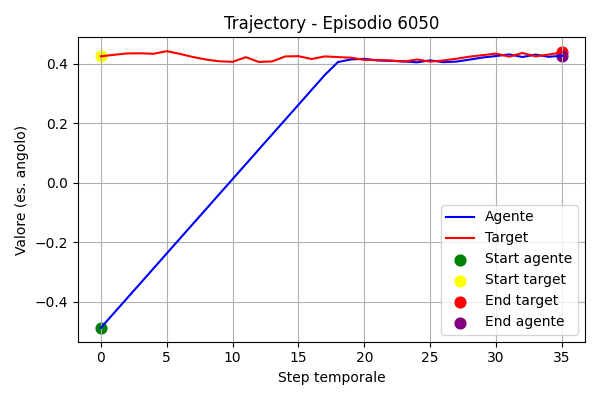 Trajectory - Episodio 6050
Valore (es. angolo)
0.4
0.2
0.0
−0.2
−0.4
0
5
10
15
20
25
30
35
Step temporale
Agente
Target
Start agente
Start target
End target
End agente